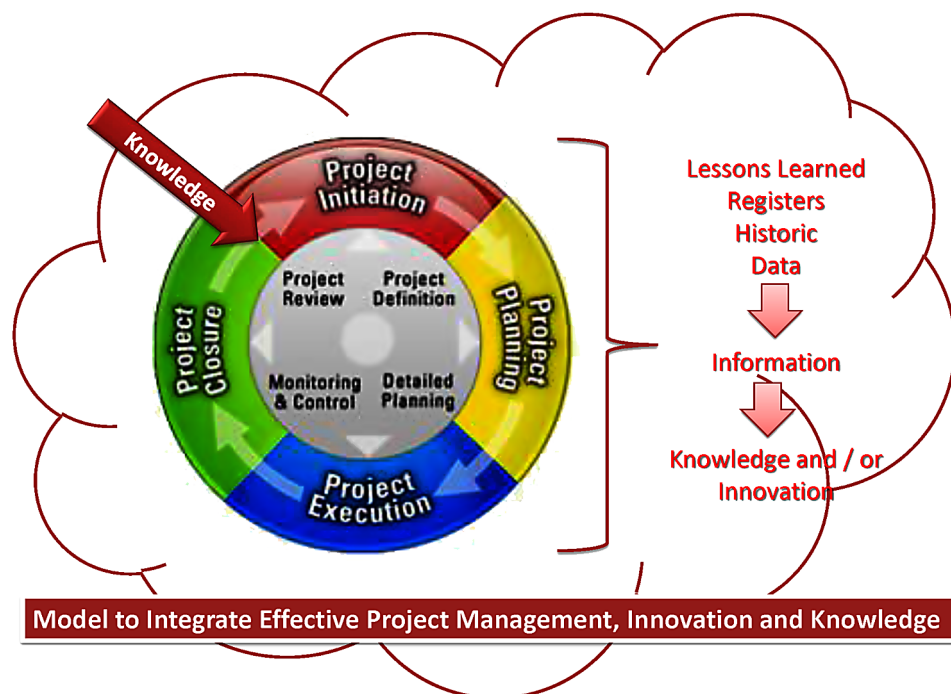 Knowledge
Project
Initiation
Project
Planning
Project
Execution
Project
Closure
Project
Review
Project
Definition
Monitoring
& Control
Detailed
Planning
Lessons Learned
Registers
Historic
Data
Information
Knowledge and / or
Innovation
Model to Integrate Effective Project Management, Innovation and Knowledge